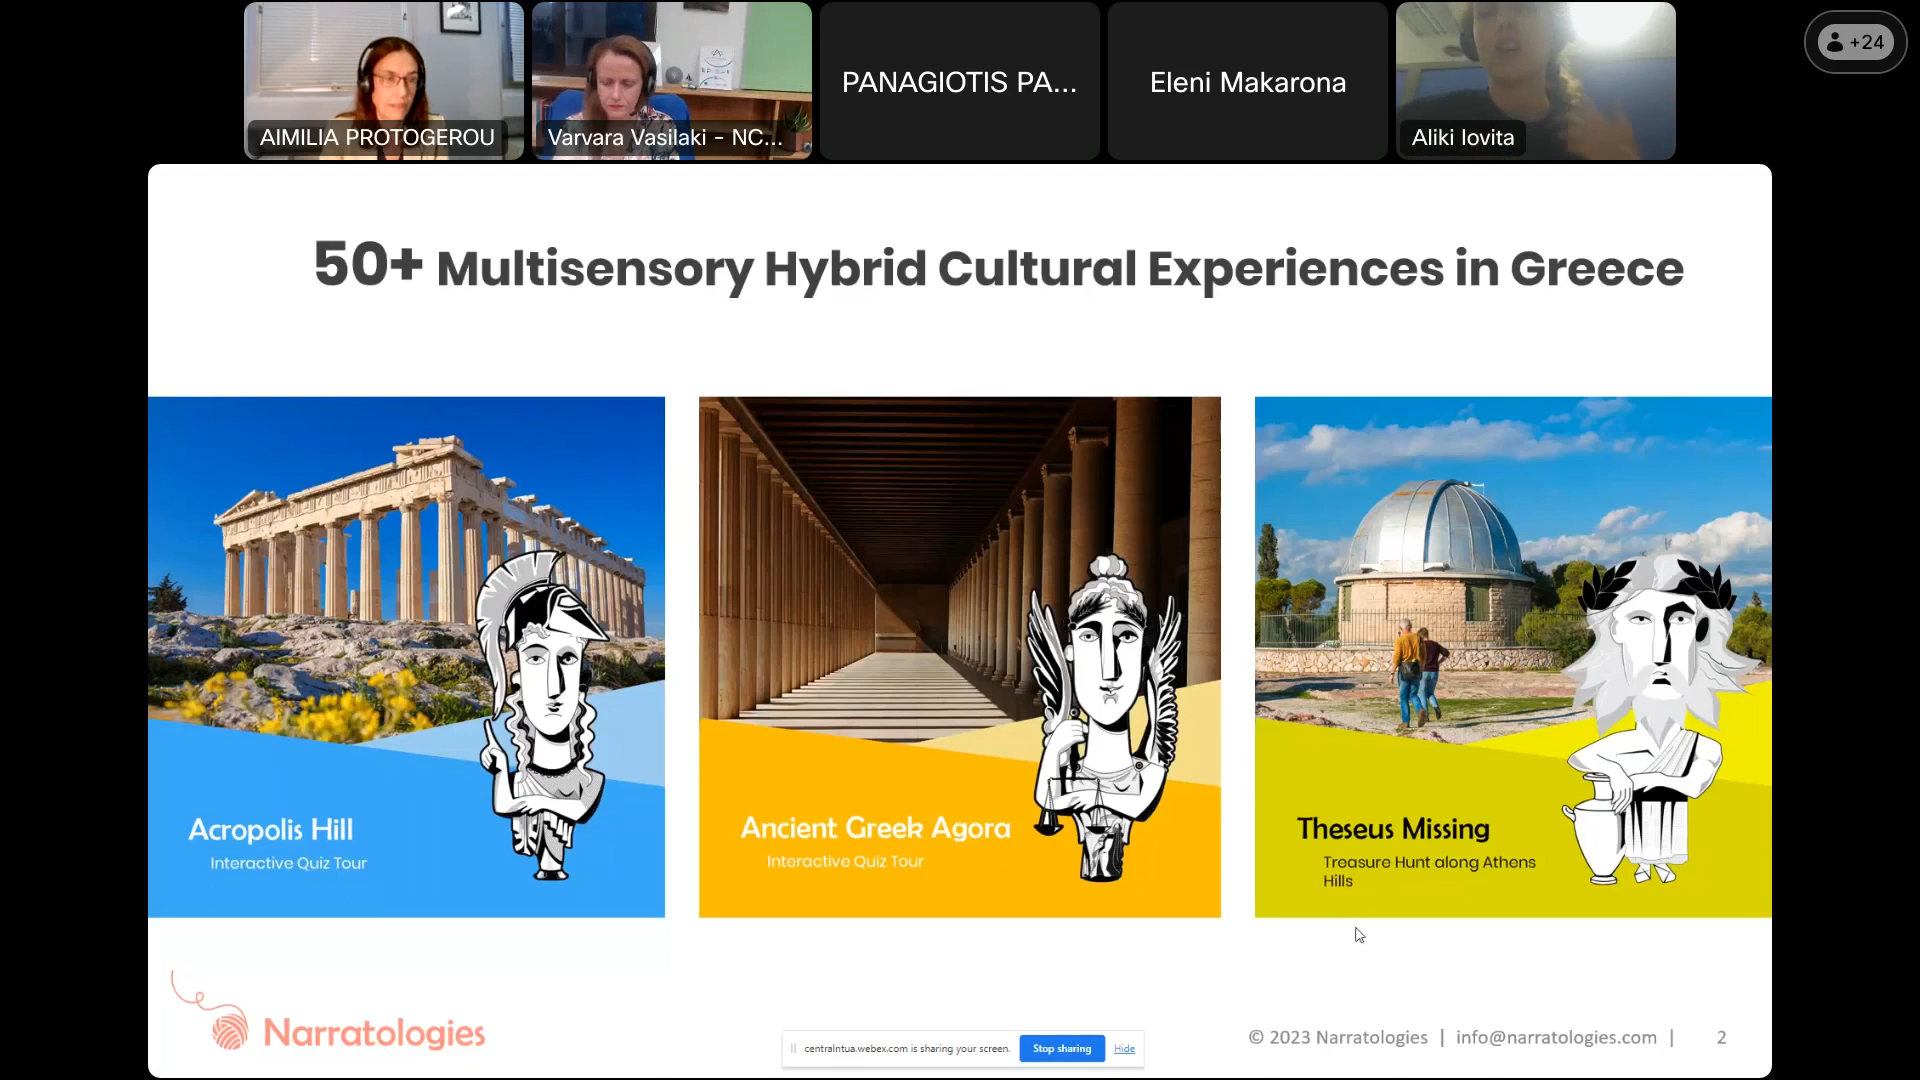 AIMILIA PROTOGEROU
Varvara Vasilaki - NC...
PANAGIOTIS PA...
Eleni Makarona
Aliki Iovita
+24
50+ Multisensory Hybrid Cultural Experiences in Greece
Acropolis Hill
Interactive Quiz Tour
Ancient Greek Agora
Interactive Quiz Tour
Theseus Missing
Treasure Hunt along Athens
Hills
Narratologies
centralntua.webex.com is sharing your screen.
Stop sharing
Hide
© 2023 Narratologies | info@narratologies.com |
2